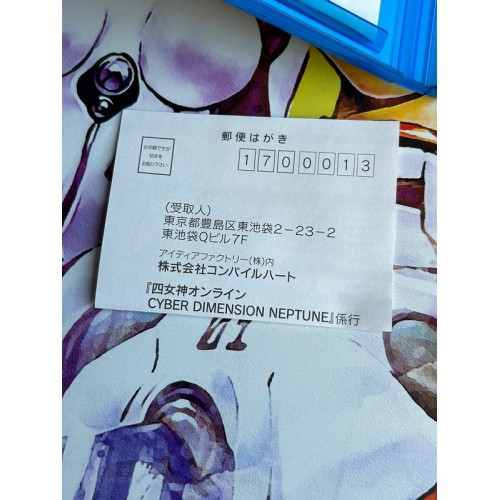 郵便はがき
お手数ですが
切手を
お貼り下さい
1700013
(受取人)
東京都豊島区東池袋2-23-2
東池袋Qビル7F
アイディアファクトリー(株)内
株式会社コンパイルハート
『四女神オンライン
CYBER DIMENSION NEPTUNE』係行